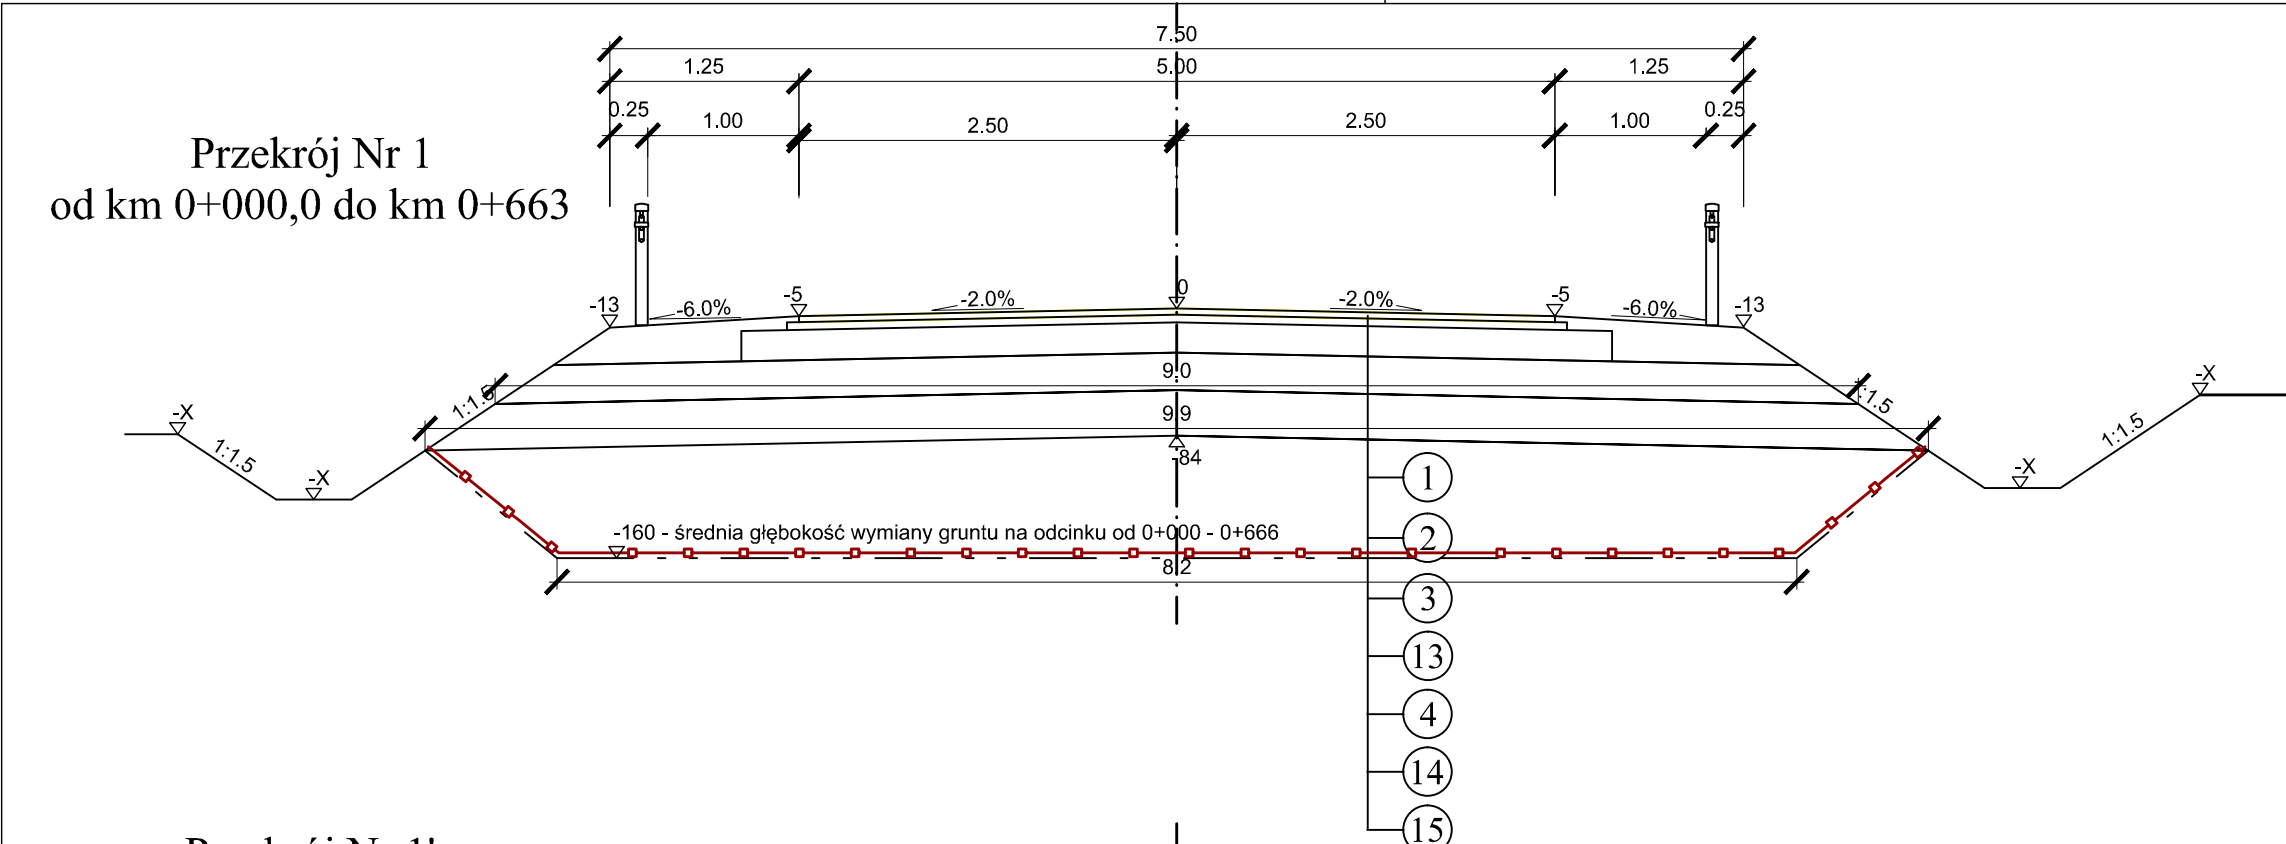 7.50
1.25 5.00 1.25
0.25 1.00 2.50 2.50 1.00 0.25
Przekrój Nr 1
od km 0+000,0 do km 0+663
-13 -6.0% -5 -2.0% 0 -2.0% -5 -6.0% -13
9.0
-X 1:1.5 1:1.5 -X
9.9
-X 1:1.5 1:1.5 -X
-84
1
-160 - średnia głębokość wymiany gruntu na odcinku od 0+000 - 0+666
2
8.2
3
13
4
14
15
Przekrój Nr 1'